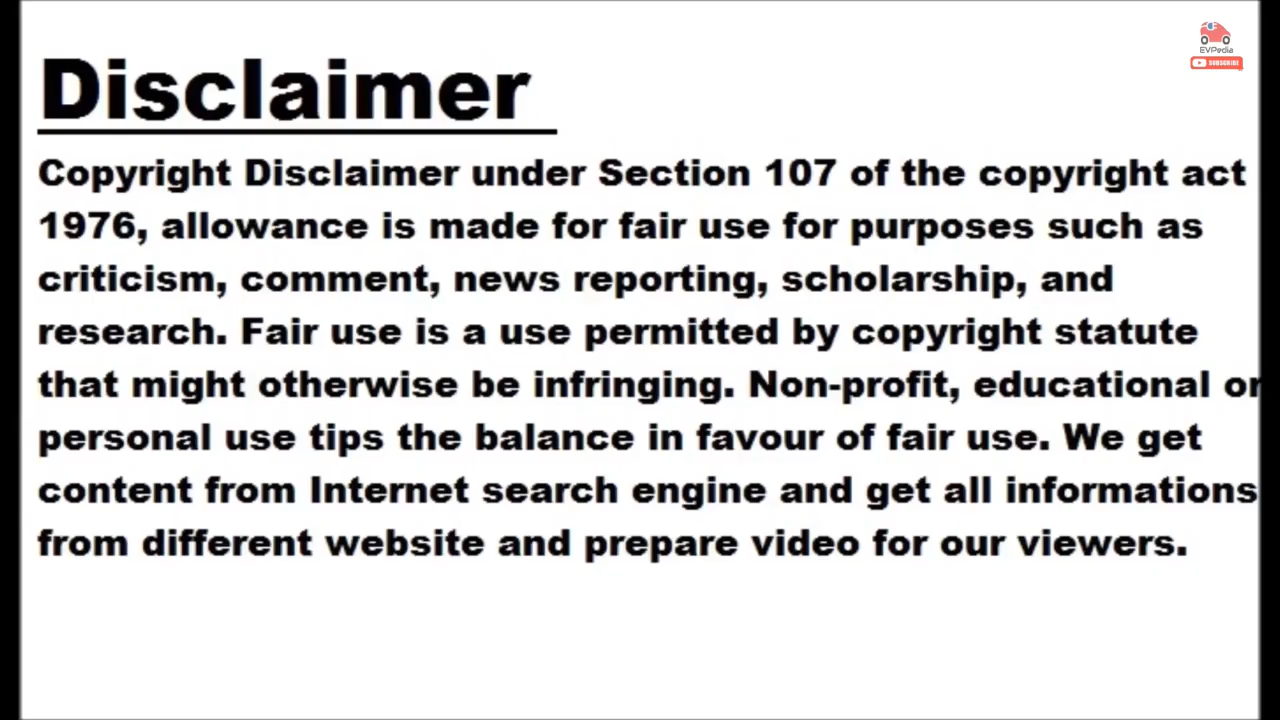 EVPedia
SUBSCRIBE
Disclaimer
Copyright Disclaimer under Section 107 of the copyright act
1976, allowance is made for fair use for purposes such as
criticism, comment, news reporting, scholarship, and
research. Fair use is a use permitted by copyright statute
that might otherwise be infringing. Non-profit, educational or
personal use tips the balance in favour of fair use. We get
content from Internet search engine and get all informations
from different website and prepare video for our viewers.